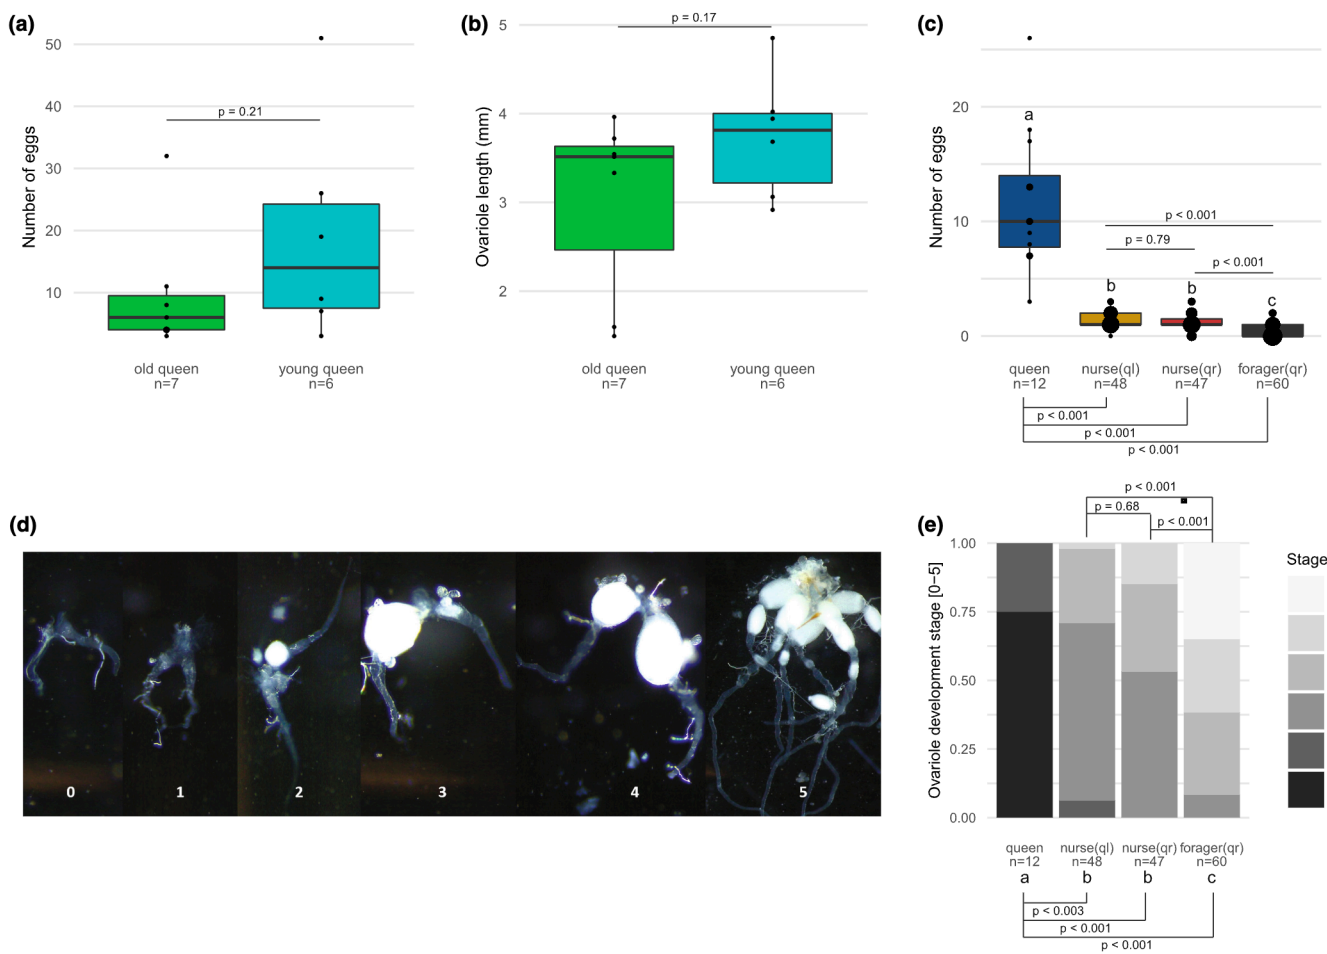 (a)
Number of eggs
50
40
30
20
10
p = 0.21
old queen
n=7
young queen
n=6
(b)
Ovariole length (mm)
5
4
3
2
p = 0.17
old queen
n=7
young queen
n=6
(c)
Number of eggs
20
10
0
a
b
b
c
p < 0.001
p = 0.79
p < 0.001
queen
n=12
nurse(ql)
n=48
nurse(qr)
n=47
forager(qr)
n=60
p < 0.001
p < 0.001
p < 0.001
(d)
0
1
2
3
4
5
(e)
p < 0.001
p = 0.68
p < 0.001
Ovariole development stage [0−5]
1.00
0.75
0.50
0.25
0.00
Stage
queen
n=12
a
nurse(ql)
n=48
b
nurse(qr)
n=47
b
forager(qr)
n=60
c
p < 0.003
p < 0.001
p < 0.001